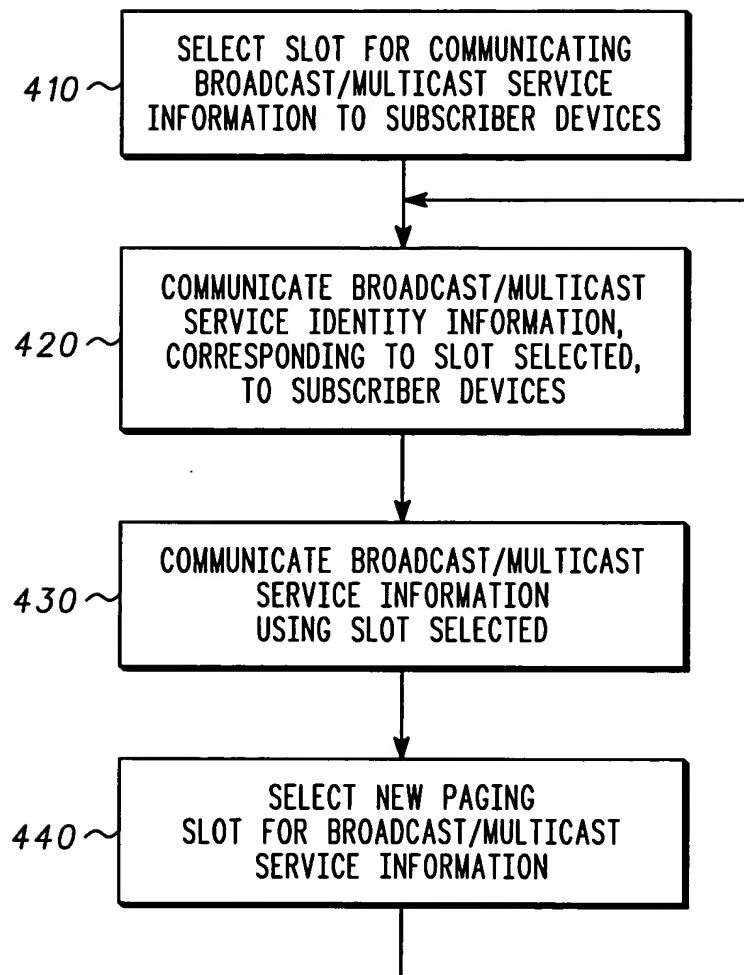 SELECT SLOT FOR COMMUNICATING
BROADCAST/MULTICAST SERVICE
INFORMATION TO SUBSCRIBER DEVICES
410
COMMUNICATE BROADCAST/MULTICAST
SERVICE IDENTITY INFORMATION,
CORRESPONDING TO SLOT SELECTED,
TO SUBSCRIBER DEVICES
420
COMMUNICATE BROADCAST/MULTICAST
SERVICE INFORMATION
USING SLOT SELECTED
430
SELECT NEW PAGING
SLOT FOR BROADCAST/MULTICAST
SERVICE INFORMATION
440